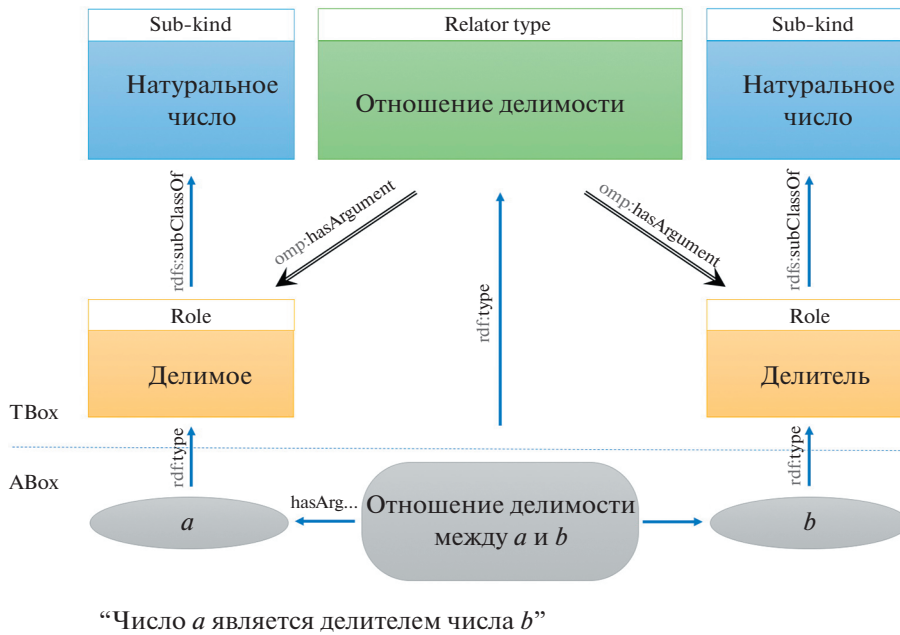 Sub-kind
Relator type
Sub-kind
Натуральное
число
Отношение делимости
Натуральное
число
rdfs:subClassOf
omp:hasArgument
omp:hasArgument
rdfs:subClassOf
rdf:type
Role
Role
Делимое
Делитель
TBox
rdf:type
rdf:type
ABox
hasArg...
a
Отношение делимости
между a и b
b
“Число a является делителем числа b”